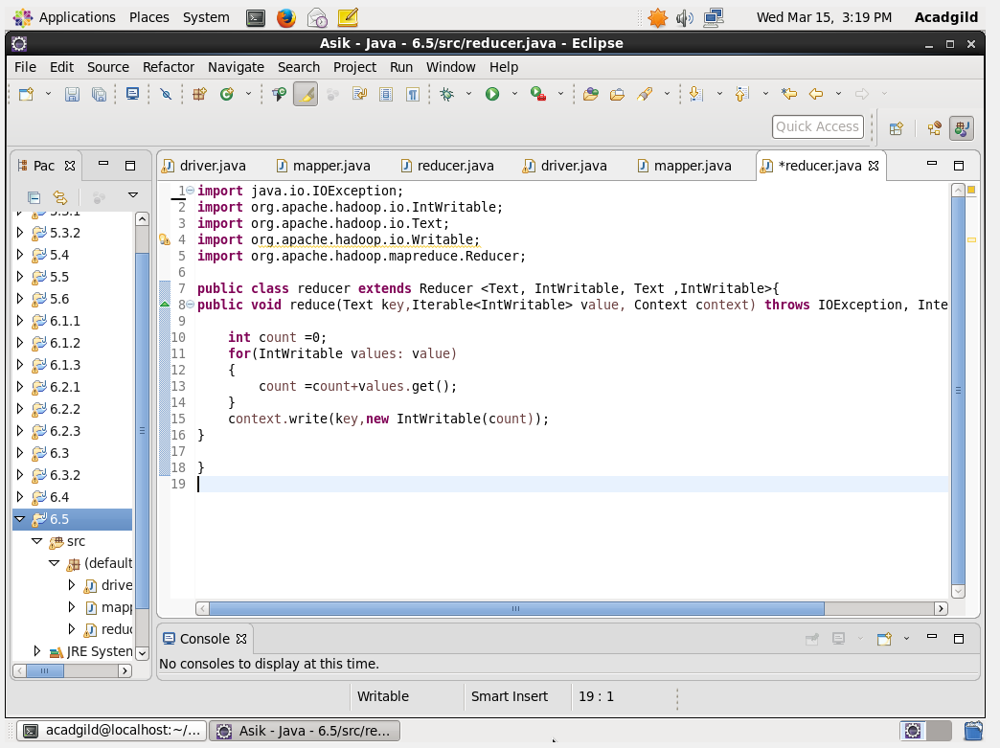 Applications Places System Wed Mar 15, 3:19 PM Acadgild
Asik - Java - 6.5/src/reducer.java - Eclipse
File Edit Source Refactor Navigate Search Project Run Window Help
Quick Access
Pac
driver.java mapper.java reducer.java driver.java mapper.java *reducer.java
5.3.2
5.4
5.5
5.6
6.1.1
6.1.2
6.1.3
6.2.1
6.2.2
6.2.3
6.3
6.3.2
6.4
6.5
src
(default
drive
mapp
reduc
JRE System
1 import java.io.IOException;
2 import org.apache.hadoop.io.IntWritable;
3 import org.apache.hadoop.io.Text;
4 import org.apache.hadoop.io.Writable;
5 import org.apache.hadoop.mapreduce.Reducer;
6
7 public class reducer extends Reducer <Text, IntWritable, Text ,IntWritable>{
8 public void reduce(Text key,Iterable<IntWritable> value, Context context) throws IOException, Inte
9
10 int count =0;
11 for(IntWritable values: value)
12 {
13 count =count+values.get();
14 }
15 context.write(key,new IntWritable(count));
16 }
17
18 }
19
Console
No consoles to display at this time.
Writable Smart Insert 19 : 1
acadgild@localhost:~/... Asik - Java - 6.5/src/re...